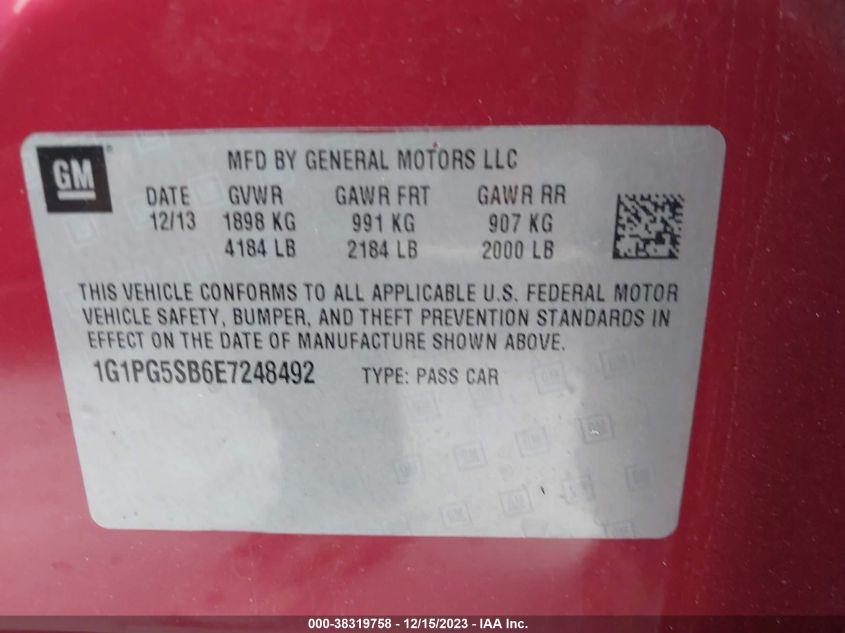 GM
MFD BY GENERAL MOTORS LLC
DATE GVWR GAWR FRT GAWR RR
12/13 1898 KG 991 KG 907 KG
4184 LB 2184 LB 2000 LB
THIS VEHICLE CONFORMS TO ALL APPLICABLE U.S. FEDERAL MOTOR
VEHICLE SAFETY, BUMPER, AND THEFT PREVENTION STANDARDS IN
EFFECT ON THE DATE OF MANUFACTURE SHOWN ABOVE.
1G1PG5SB6E7248492 TYPE: PASS CAR
000-38319758 - 12/15/2023 - IAA Inc.